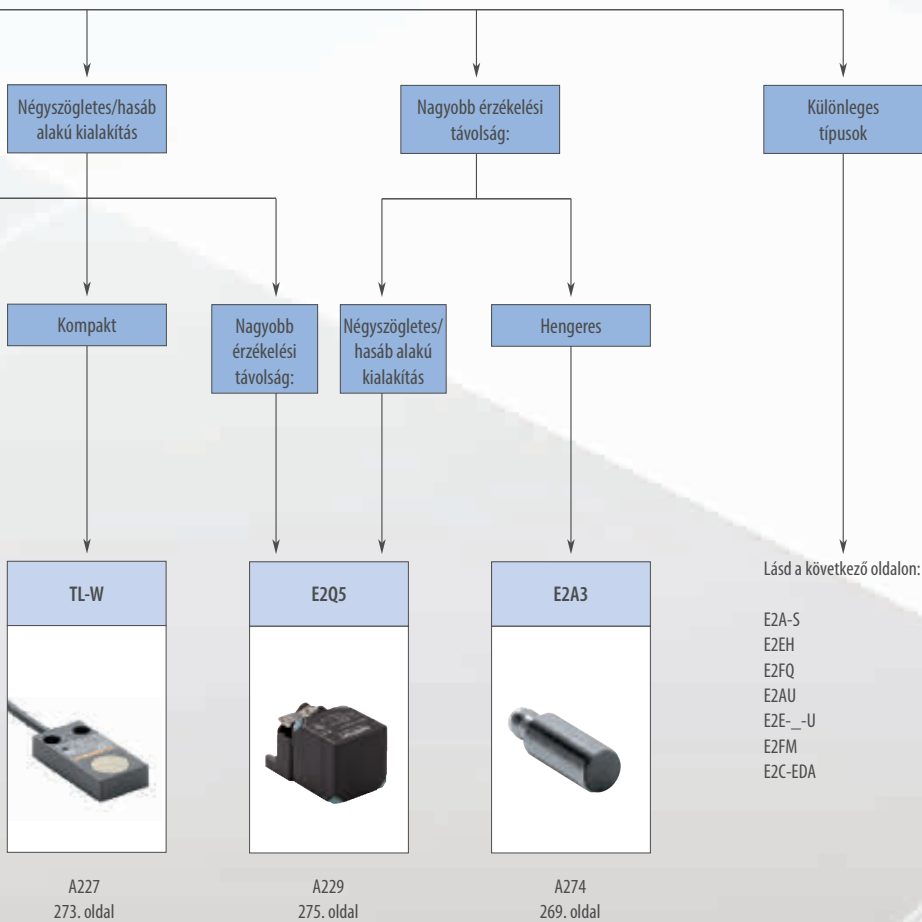 Négyszögletes/hasáb
alakú kialakítás
Nagyobb érzékelési
távolság:
Különleges
típusok
Kompakt
Nagyobb
érzékelési
távolság:
Négyszögletes/
hasáb alakú
kialakítás
Hengeres
TL-W
E2Q5
E2A3
Lásd a következő oldalon:
E2A-S
E2EH
E2FQ
E2AU
E2E-_-U
E2FM
E2C-EDA
A227
273. oldal
A229
275. oldal
A274
269. oldal